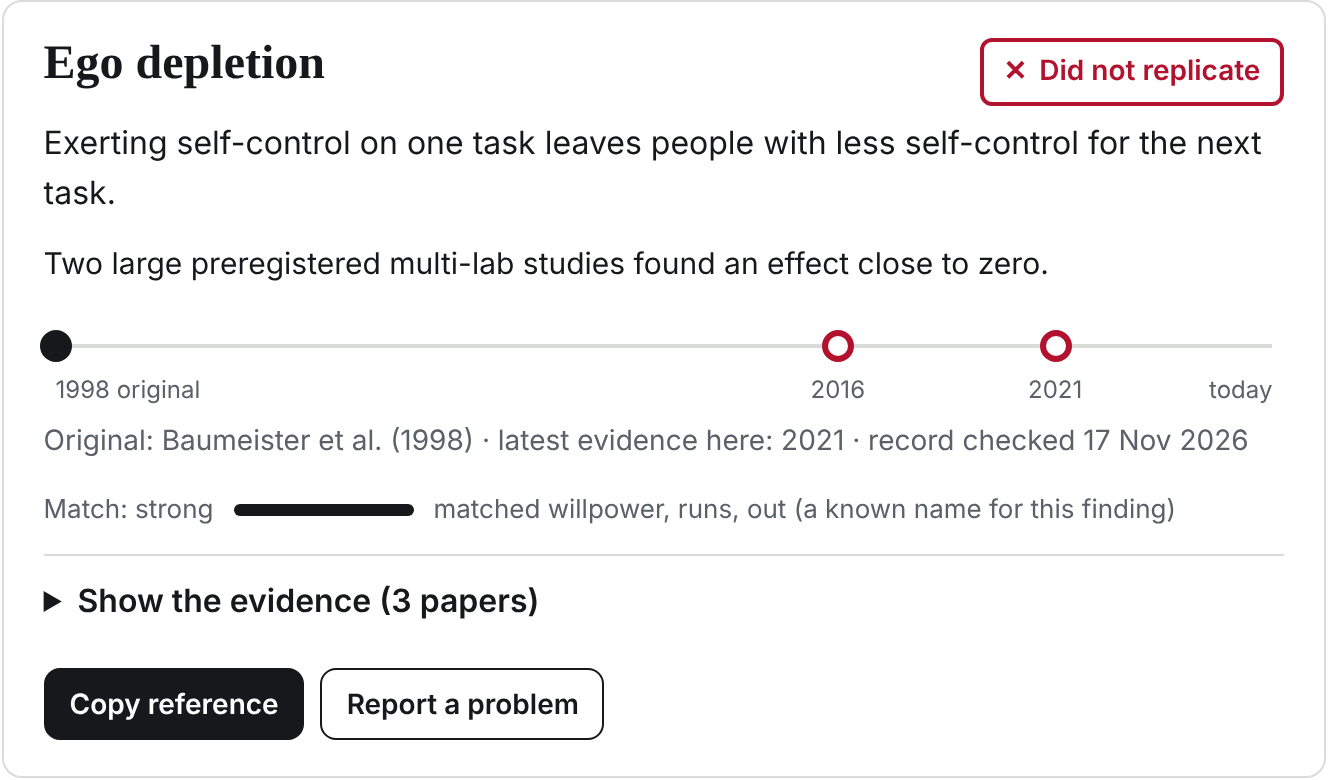 Ego depletion
✕ Did not replicate
Exerting self-control on one task leaves people with less self-control for the next
task.
Two large preregistered multi-lab studies found an effect close to zero.
1998 original
2016
2021
today
Original: Baumeister et al. (1998) · latest evidence here: 2021 · record checked 17 Nov 2026
Match: strong
matched willpower, runs, out (a known name for this finding)
Show the evidence (3 papers)
Copy reference
Report a problem